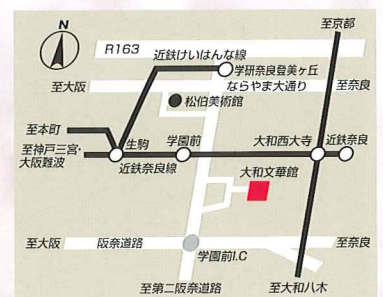 至京都
N
R163
近鉄けいはんな線
学研奈良登美ヶ丘
至大阪
ならやま大通り
至奈良
松伯美術館
至本町
生駒
学園前
大和西大寺
近鉄奈良
至神戸三宮・
大阪難波
近鉄奈良線
大和文華館
至大阪
阪奈道路
至奈良
学園前I.C
至第二阪奈道路
至大和八木